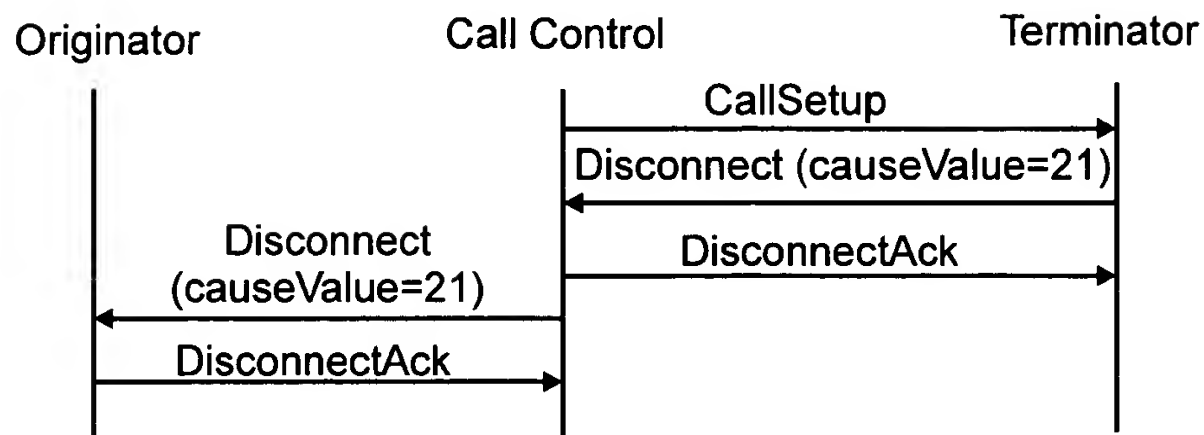 Originator
Call Control
Terminator
CallSetup
Disconnect (causeValue=21)
Disconnect
(causeValue=21)
DisconnectAck
DisconnectAck